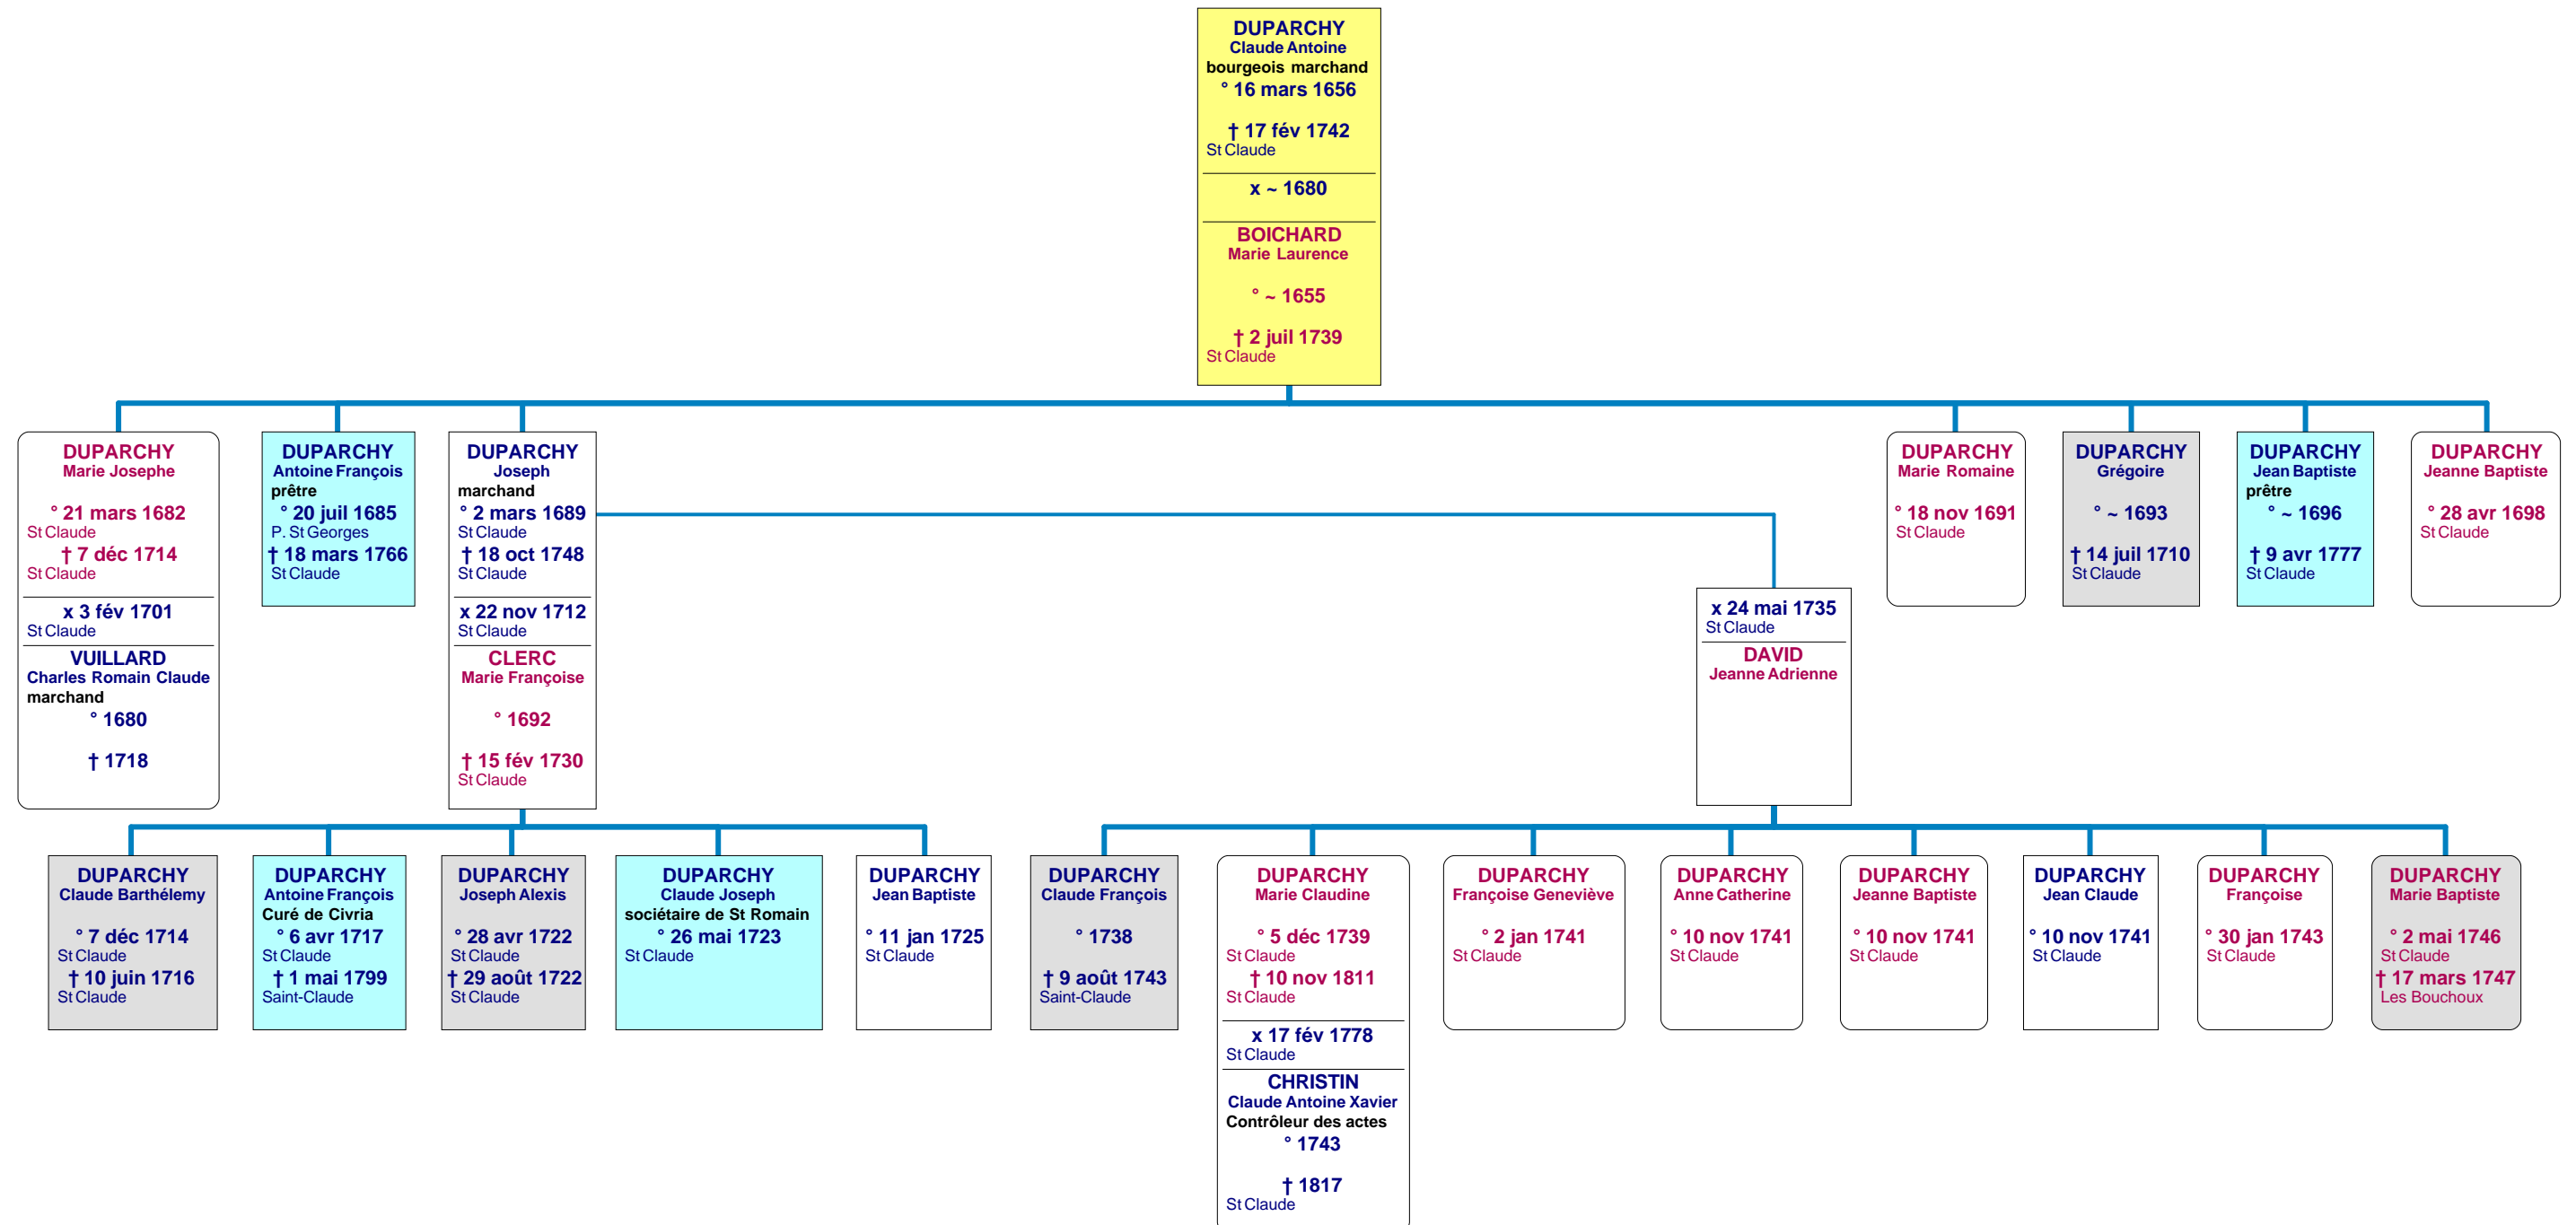 DUPARCHY
Claude Antoine
bourgeois marchand
° 16 mars 1656
† 17 fév 1742
St Claude
x ~ 1680
BOICHARD
Marie Laurence
° ~ 1655
† 2 juil 1739
St Claude
DUPARCHY
Marie Josephe
° 21 mars 1682
St Claude
† 7 déc 1714
St Claude
x 3 fév 1701
St Claude
VUILLARD
Charles Romain Claude
marchand
° 1680
† 1718
DUPARCHY
Antoine François
prêtre
° 20 juil 1685
P. St Georges
† 18 mars 1766
St Claude
DUPARCHY
Joseph
marchand
° 2 mars 1689
St Claude
† 18 oct 1748
St Claude
x 22 nov 1712
St Claude
CLERC
Marie Françoise
° 1692
† 15 fév 1730
St Claude
x 24 mai 1735
St Claude
DAVID
Jeanne Adrienne
DUPARCHY
Marie Romaine
° 18 nov 1691
St Claude
DUPARCHY
Grégoire
° ~ 1693
† 14 juil 1710
St Claude
DUPARCHY
Jean Baptiste
prêtre
° ~ 1696
† 9 avr 1777
St Claude
DUPARCHY
Jeanne Baptiste
° 28 avr 1698
St Claude
DUPARCHY
Claude Barthélemy
° 7 déc 1714
St Claude
† 10 juin 1716
St Claude
DUPARCHY
Antoine François
Curé de Civria
° 6 avr 1717
St Claude
† 1 mai 1799
Saint-Claude
DUPARCHY
Joseph Alexis
° 28 avr 1722
St Claude
† 29 août 1722
St Claude
DUPARCHY
Claude Joseph
sociétaire de St Romain
° 26 mai 1723
St Claude
DUPARCHY
Jean Baptiste
° 11 jan 1725
St Claude
DUPARCHY
Claude François
° 1738
† 9 août 1743
Saint-Claude
DUPARCHY
Marie Claudine
° 5 déc 1739
St Claude
† 10 nov 1811
St Claude
x 17 fév 1778
St Claude
CHRISTIN
Claude Antoine Xavier
Contrôleur des actes
° 1743
† 1817
St Claude
DUPARCHY
Françoise Geneviève
° 2 jan 1741
St Claude
DUPARCHY
Anne Catherine
° 10 nov 1741
St Claude
DUPARCHY
Jeanne Baptiste
° 10 nov 1741
St Claude
DUPARCHY
Jean Claude
° 10 nov 1741
St Claude
DUPARCHY
Françoise
° 30 jan 1743
St Claude
DUPARCHY
Marie Baptiste
° 2 mai 1746
St Claude
† 17 mars 1747
Les Bouchoux